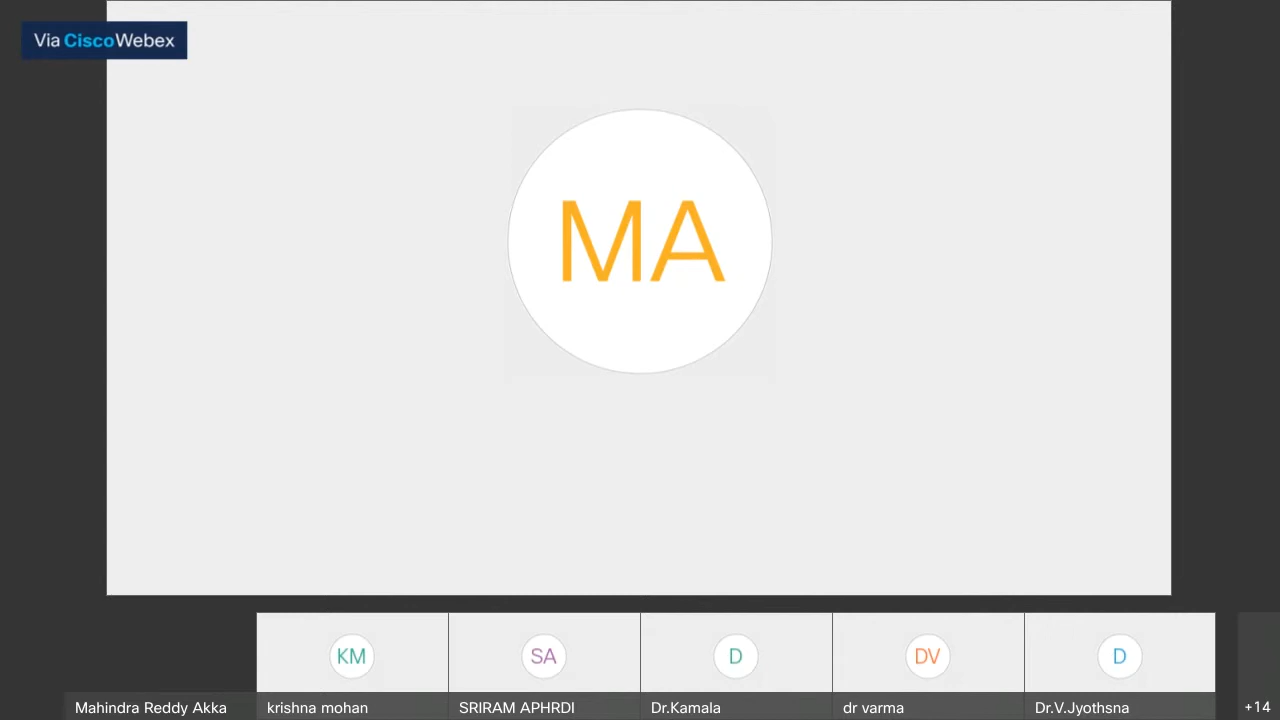 Via CiscoWebex
MA
KM
SA
D
DV
D
Mahindra Reddy Akka
krishna mohan
SRIRAM APHRDI
Dr.Kamala
dr varma
Dr.V.Jyothsna
+14